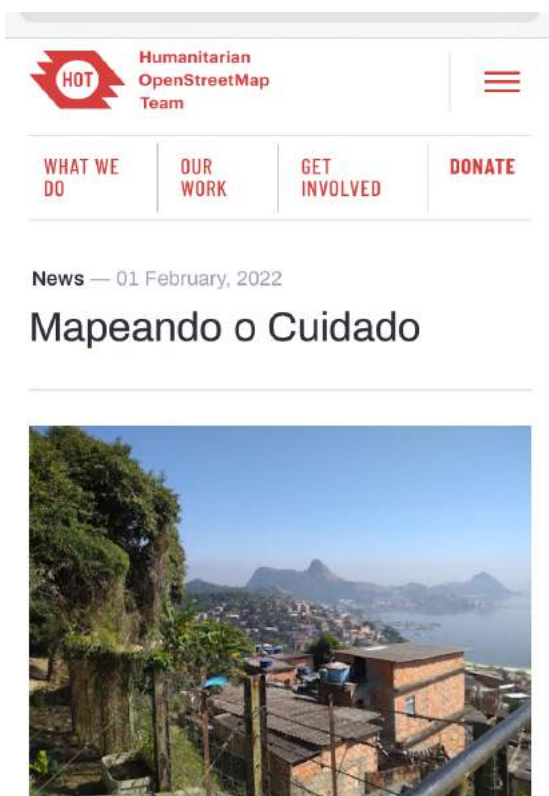 HOT
Humanitarian
OpenStreetMap
Team
WHAT WE
DO
OUR
WORK
GET
INVOLVED
DONATE
News — 01 February, 2022
Mapeando o Cuidado